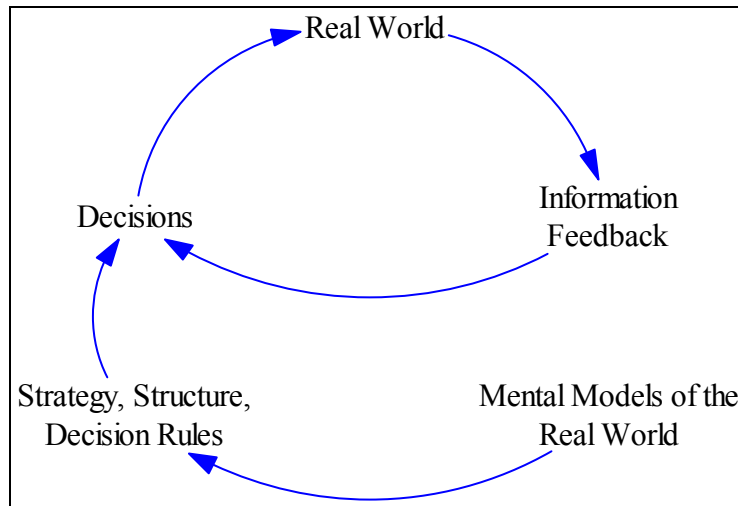 Real World
Decisions
Information
Feedback
Strategy, Structure,
Decision Rules
Mental Models of the
Real World